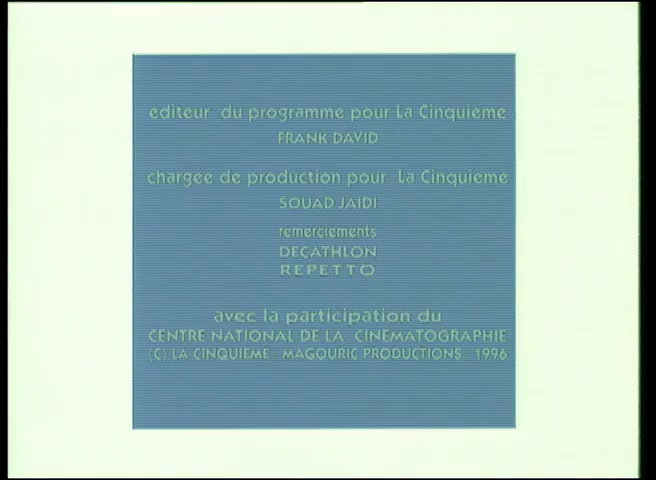 éditeur du programme pour La Cinquième
FRANK DAVID
chargée de production pour La Cinquième
SOUAD JAIDI
remerciements
DECATHLON
REPETTO
avec la participation du
CENTRE NATIONAL DE LA CINEMATOGRAPHIE
(C) LA CINQUIEME MAGOURIC PRODUCTIONS 1996